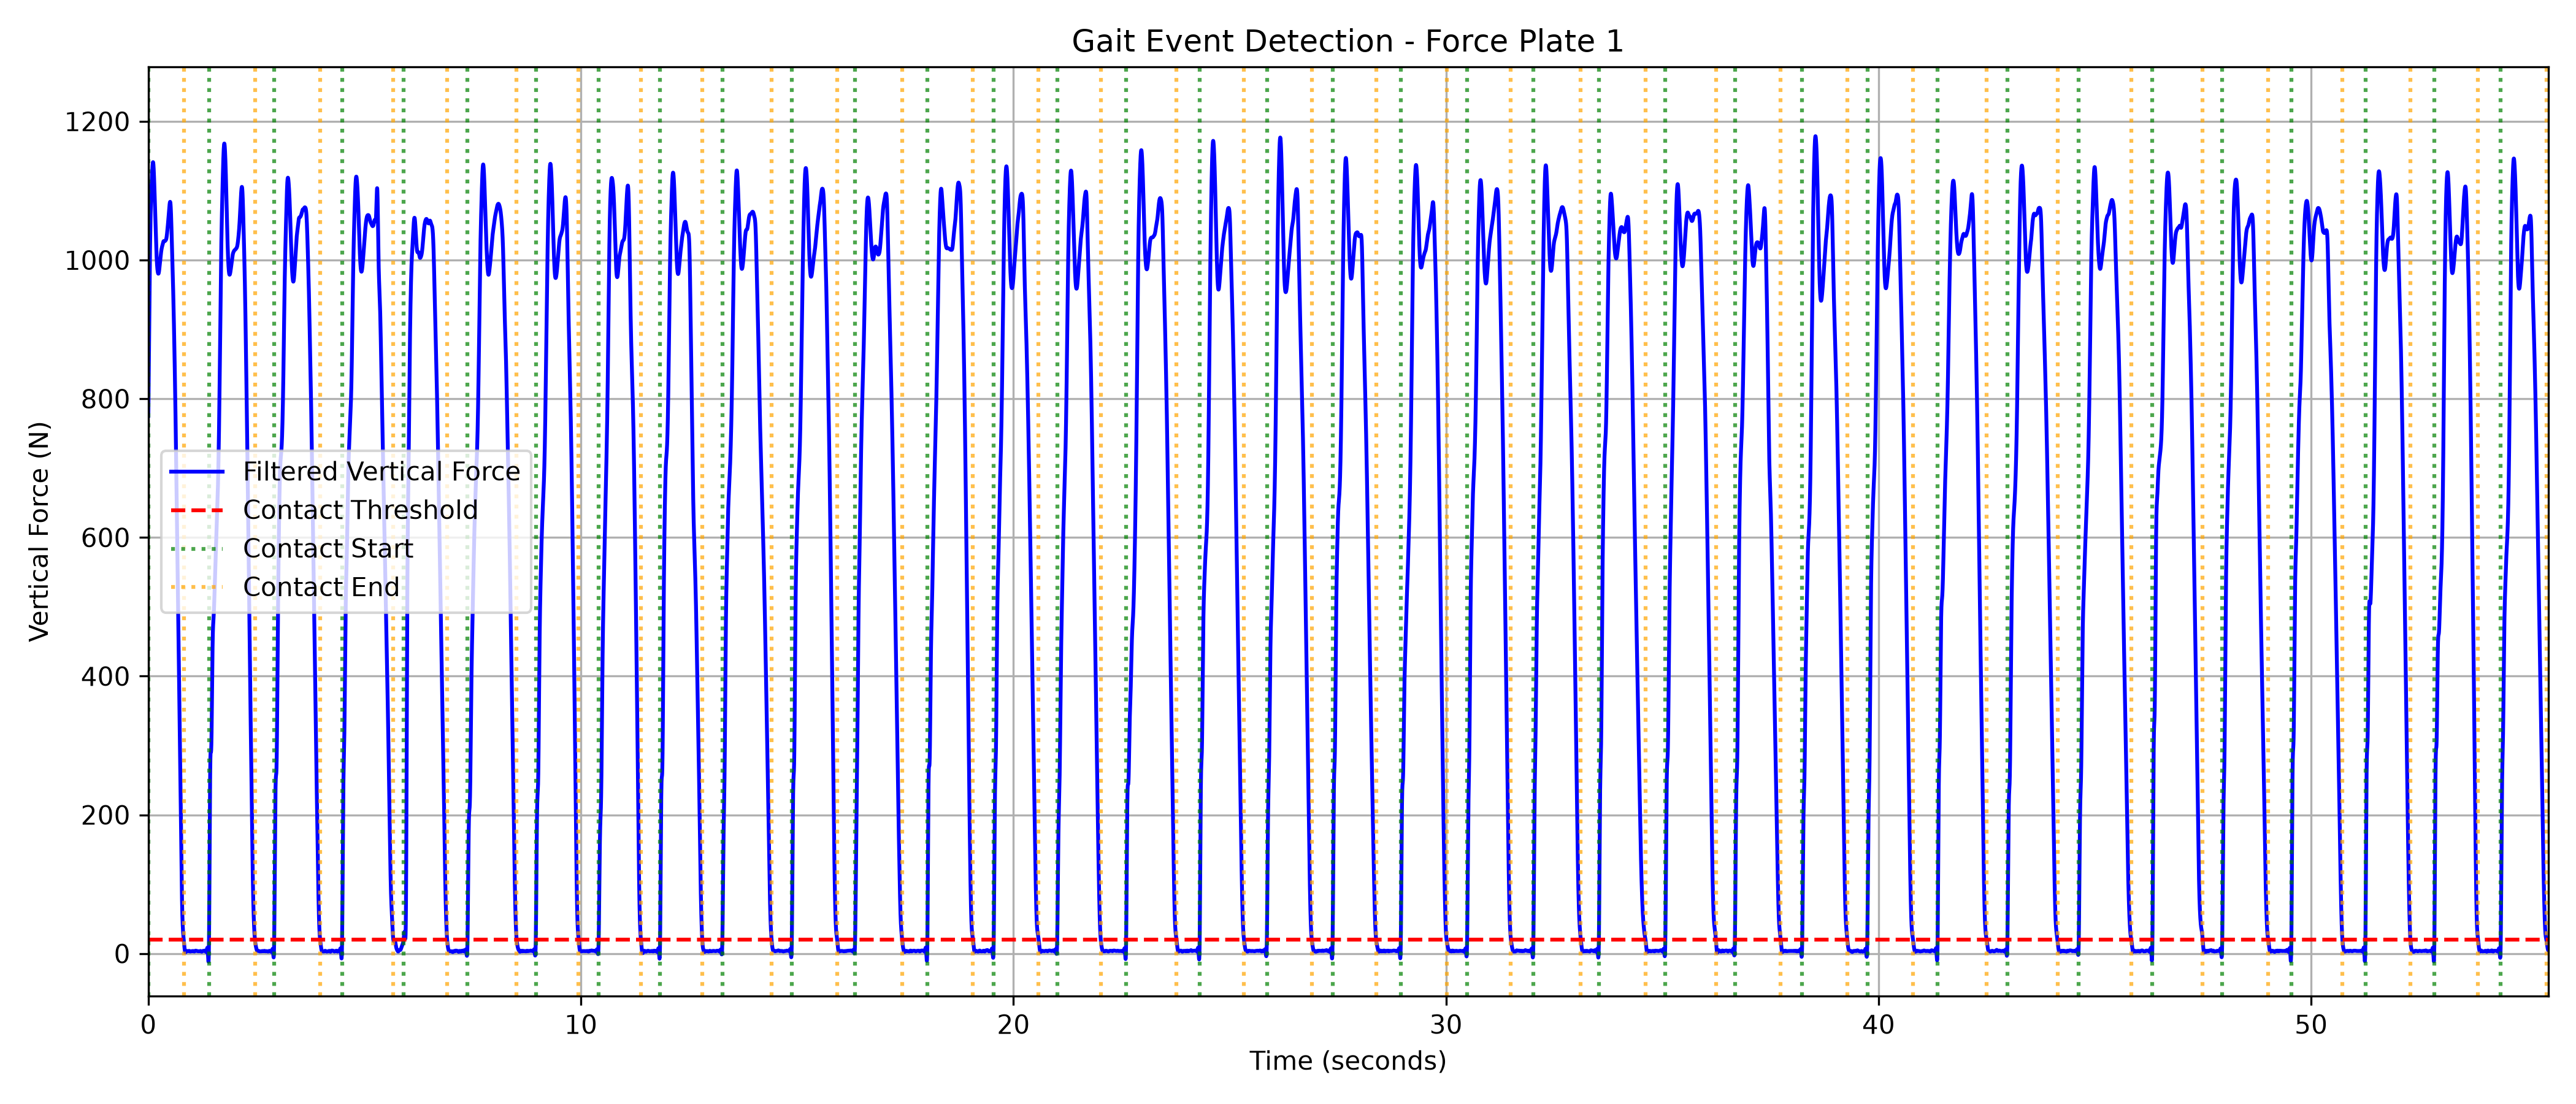 Gait Event Detection - Force Plate 1
1200
1000
800
600
400
200
0
Vertical Force (N)
Filtered Vertical Force
Contact Threshold
Contact Start
Contact End
0 10 20 30 40 50
Time (seconds)